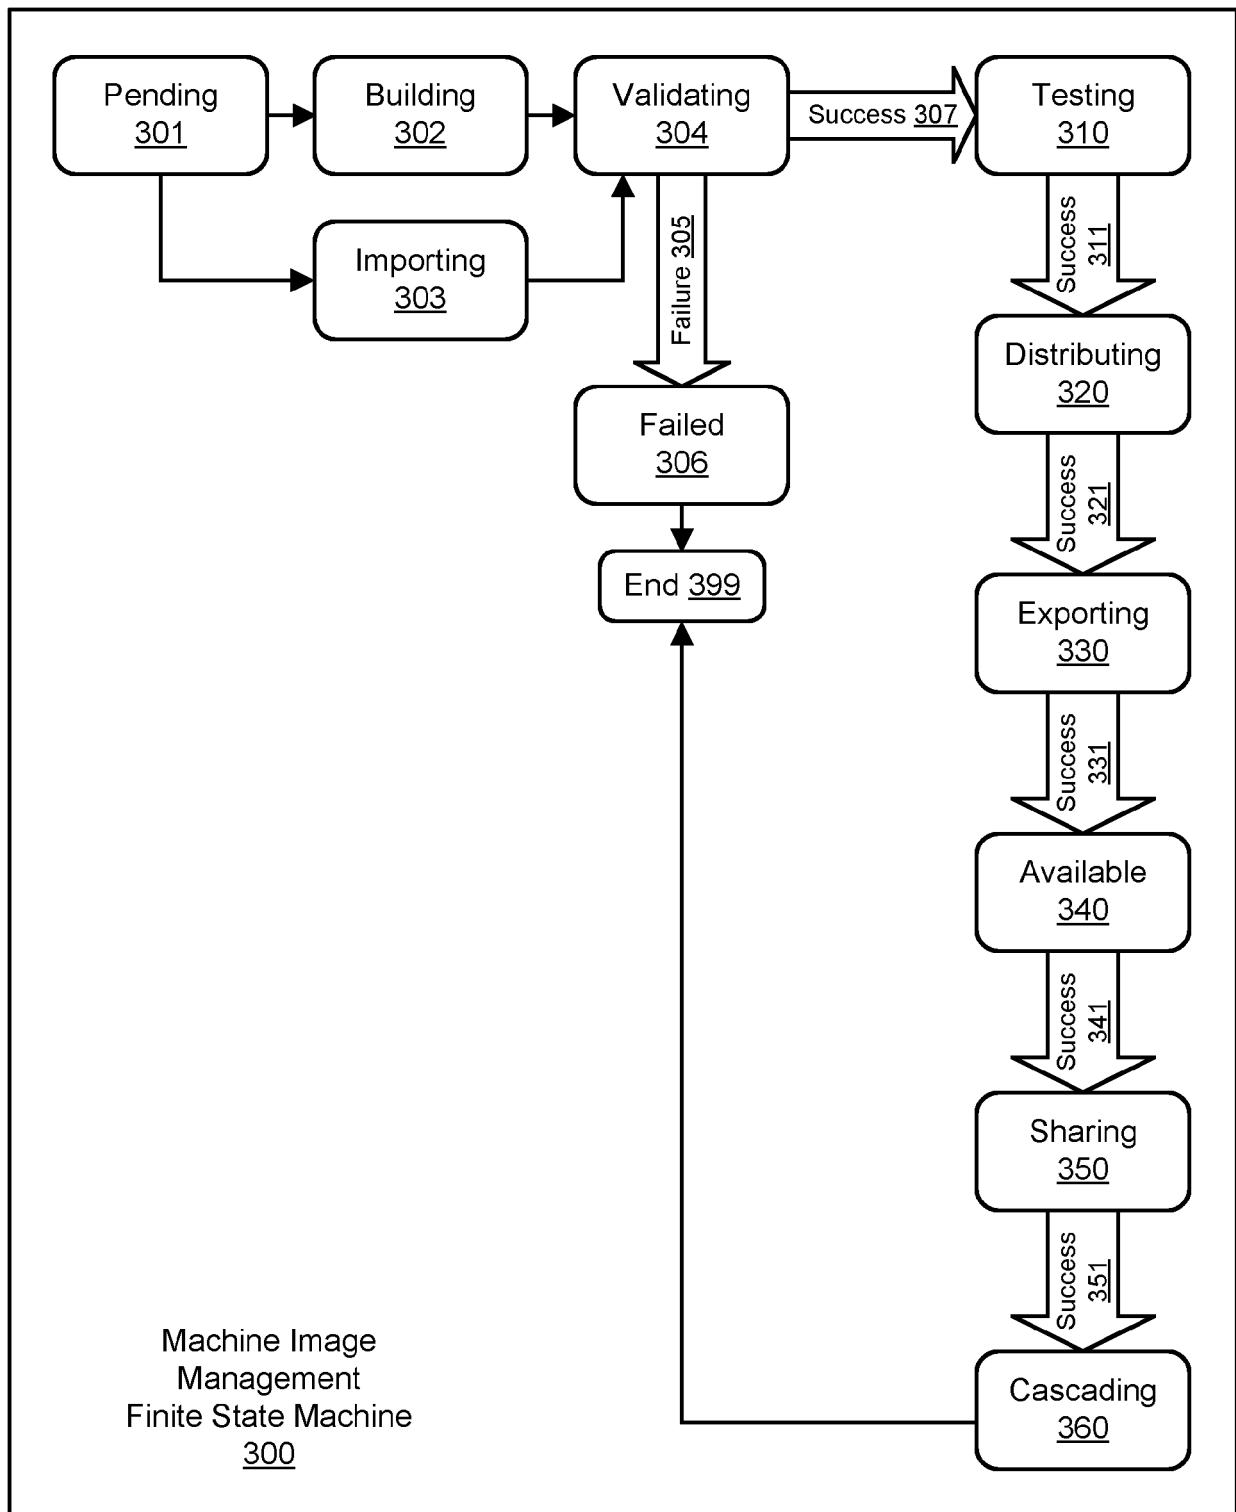 Pending
301
Building
302
Validating
304
Success 307
Testing
310
Importing
303
Failure 305
Success
311
Failed
306
Distributing
320
Success
321
End 399
Exporting
330
Success
331
Available
340
Success
341
Sharing
350
Success
351
Cascading
360
Machine Image
Management
Finite State Machine
300